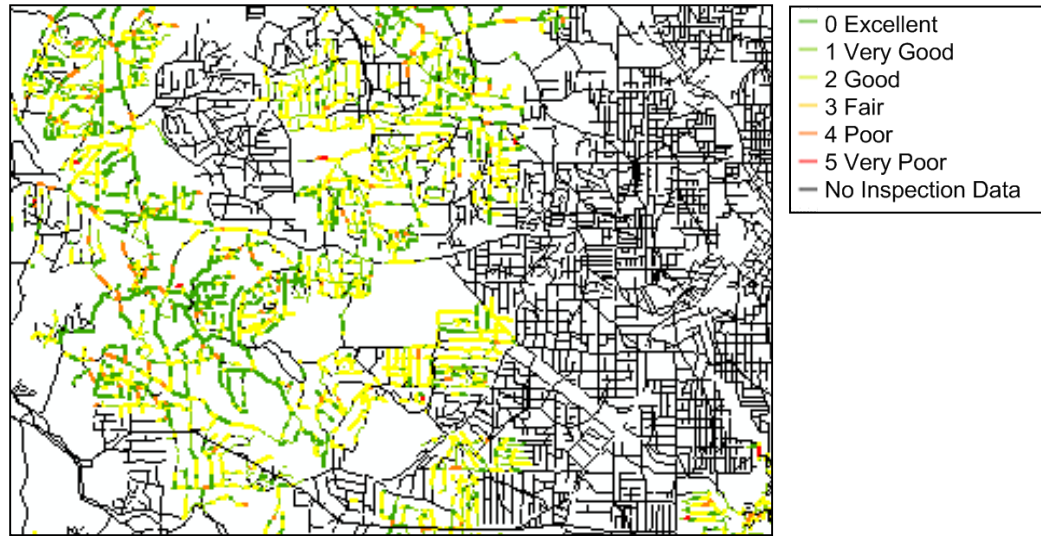 0 Excellent
1 Very Good
2 Good
3 Fair
4 Poor
5 Very Poor
No Inspection Data